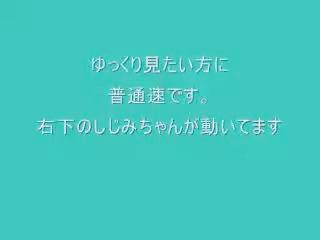 ゆっくり見たい方に
普通速です。
右下のしじみちゃんが動いてます